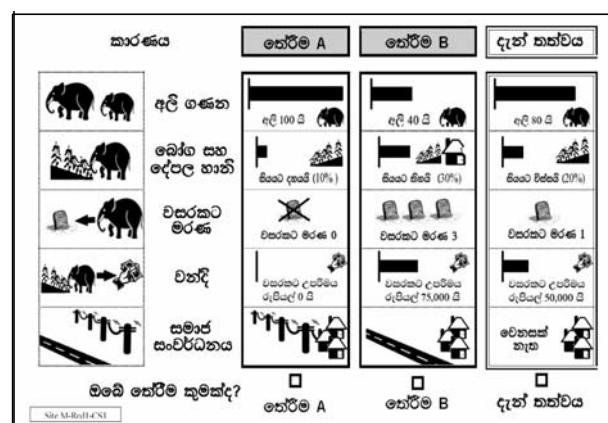 කාරණය
තේරීම A
තේරීම B
දැන් තත්වය
අලි ගණන
අලි 100 යි
අලි 40 යි
අලි 80 යි
බෝග සහ
දේපල හානි
සියයට දහයයි (10%)
සියයට තිහයි (30%)
සියයට විස්සයි (20%)
වසරකට
මරණ
වසරකට මරණ 0
වසරකට මරණ 3
වසරකට මරණ 1
වන්දි
වසරකට උපරිමය
රුපියල් 0 යි
වසරකට උපරිමය
රුපියල් 75,000 යි
වසරකට උපරිමය
රුපියල් 50,000 යි
සමාජ
සංවර්ධනය
වෙනසක්
නැත
ඔබේ තේරීම කුමක්ද?
තේරීම A
තේරීම B
දැන් තත්වය
Site M-Red1-CS1